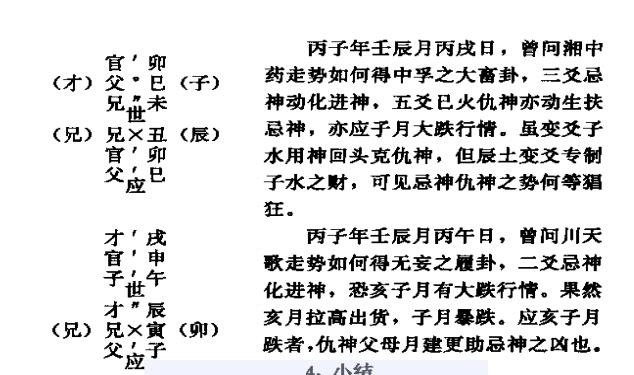 官′卯
（才）父°巳（子）
兄″未
世
（兄）兄×丑（辰）
官′卯
父′巳
应
丙子年壬辰月丙戌日，曾问湘中
药走势如何得中孚之大畜卦，三爻忌
神动化进神，五爻已火仇神亦动生扶
忌神，亦应子月大跌行情。虽变爻子
水用神回头克仇神，但辰土变爻专制
子水之财，可见忌神仇神之势何等猖
狂。
才′戌
官′申
子′午
世
才″辰
（兄）兄×寅（卯）
父′子
应
丙子年壬辰月丙午日，曾问川天
歌走势如何得无妄之履卦，二爻忌神
化进神，恐亥子月有大跌行情。果然
亥月拉高出货，子月暴跌。应亥子月
跌者，仇神父母月建更助忌神之凶也。
4、小结